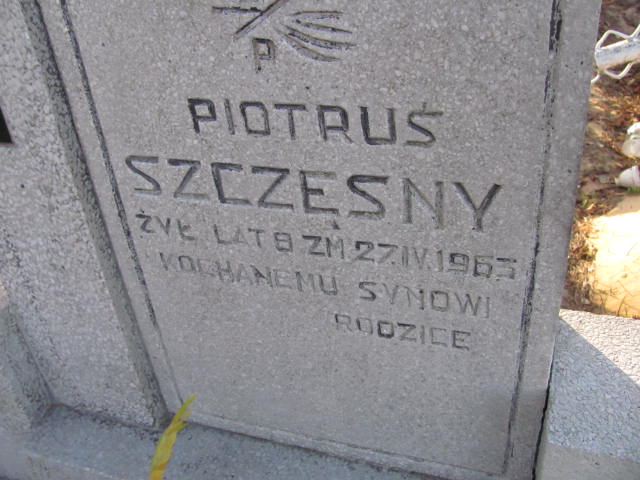 P
PIOTRUŚ
SZCZĘSNY
ŻYŁ LAT 8 ZM. 27.IV.1963
KOCHANEMU SYNOWI
RODZICE